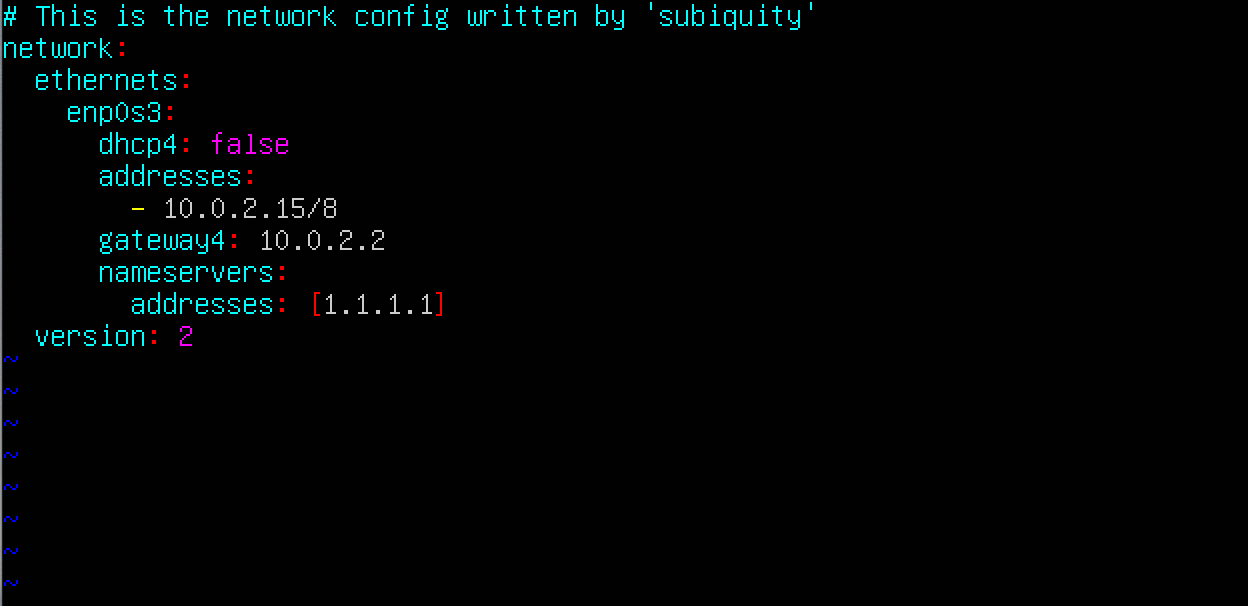 # This is the network config written by 'subiquity'
network:
  ethernets:
    enp0s3:
      dhcp4: false
      addresses:
        - 10.0.2.15/8
      gateway4: 10.0.2.2
      nameservers:
        addresses: [1.1.1.1]
  version: 2
~
~
~
~
~
~
~
~